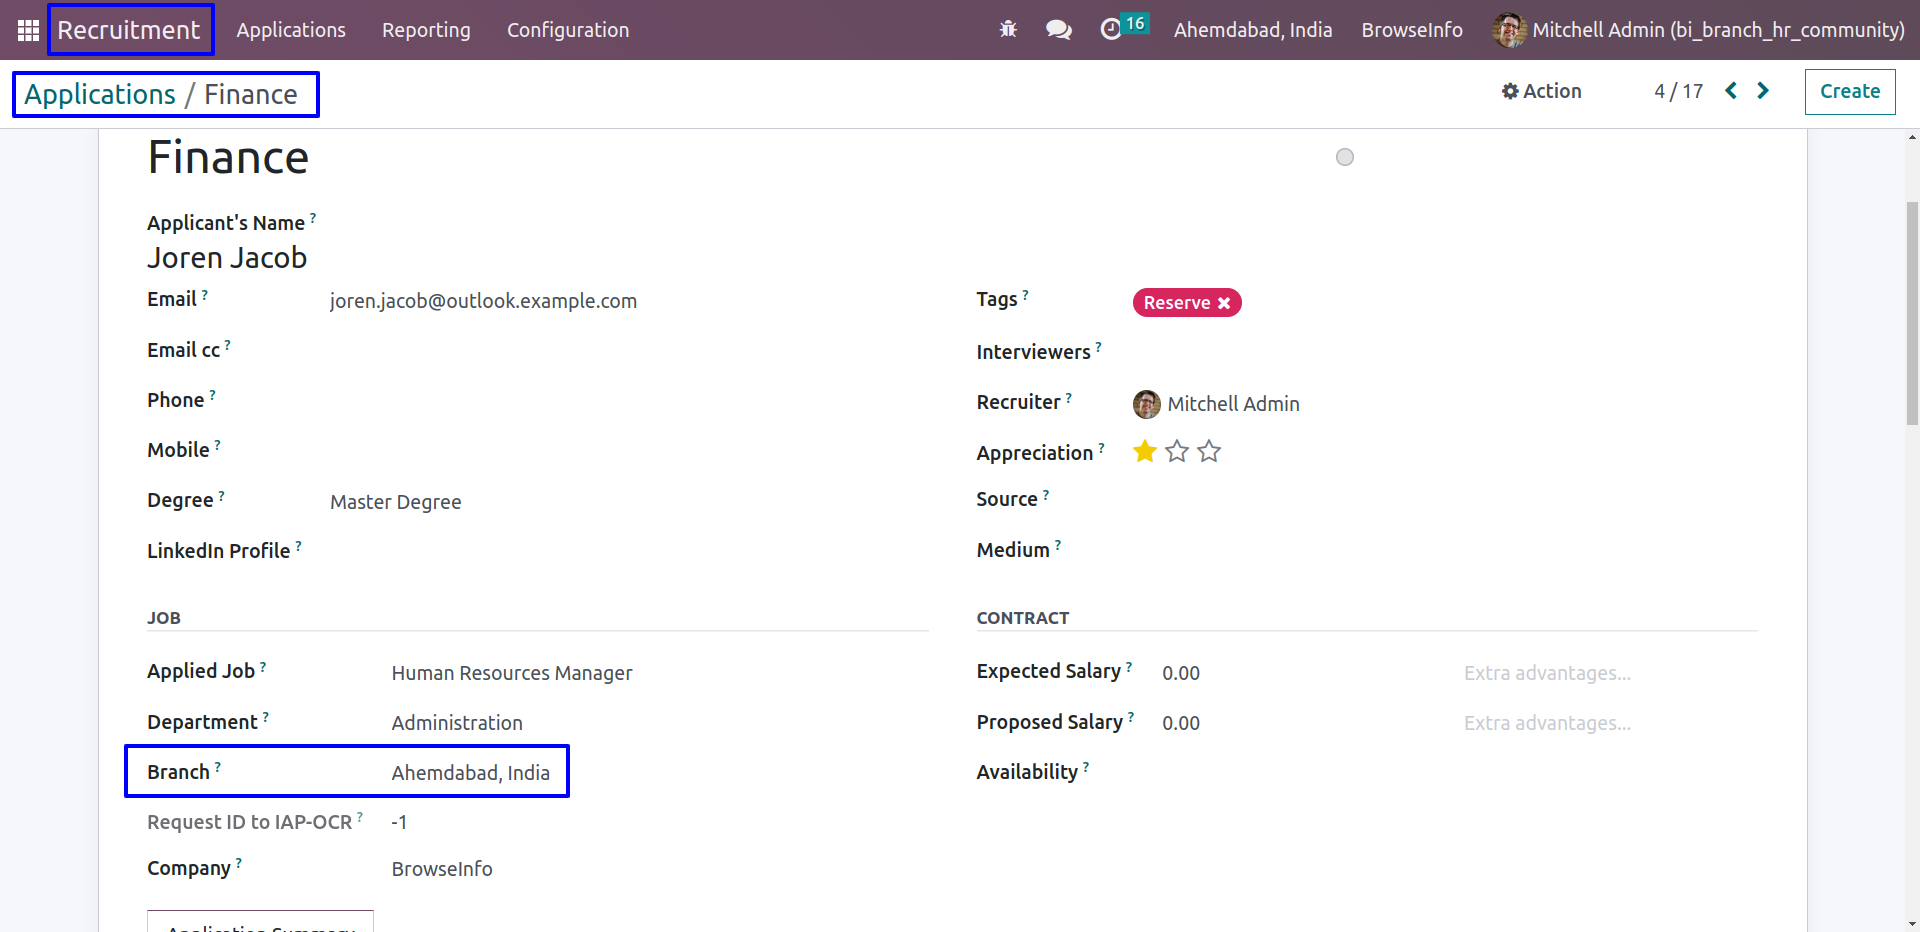 Recruitment Applications Reporting Configuration 16 Ahemdabad, India BrowseInfo Mitchell Admin (bi_branch_hr_community)
Applications / Finance Action 4 / 17 Create
Finance
Applicant's Name ?
Joren Jacob
Email ? joren.jacob@outlook.example.com
Email cc ?
Phone ?
Mobile ?
Degree ? Master Degree
LinkedIn Profile ?
Tags ? Reserve
Interviewers ?
Recruiter ? Mitchell Admin
Appreciation ?
Source ?
Medium ?
JOB
Applied Job ? Human Resources Manager
Department ? Administration
Branch ? Ahemdabad, India
Request ID to IAP-OCR ? -1
Company ? BrowseInfo
CONTRACT
Expected Salary ? 0.00 Extra advantages...
Proposed Salary ? 0.00 Extra advantages...
Availability ?
Application Summary